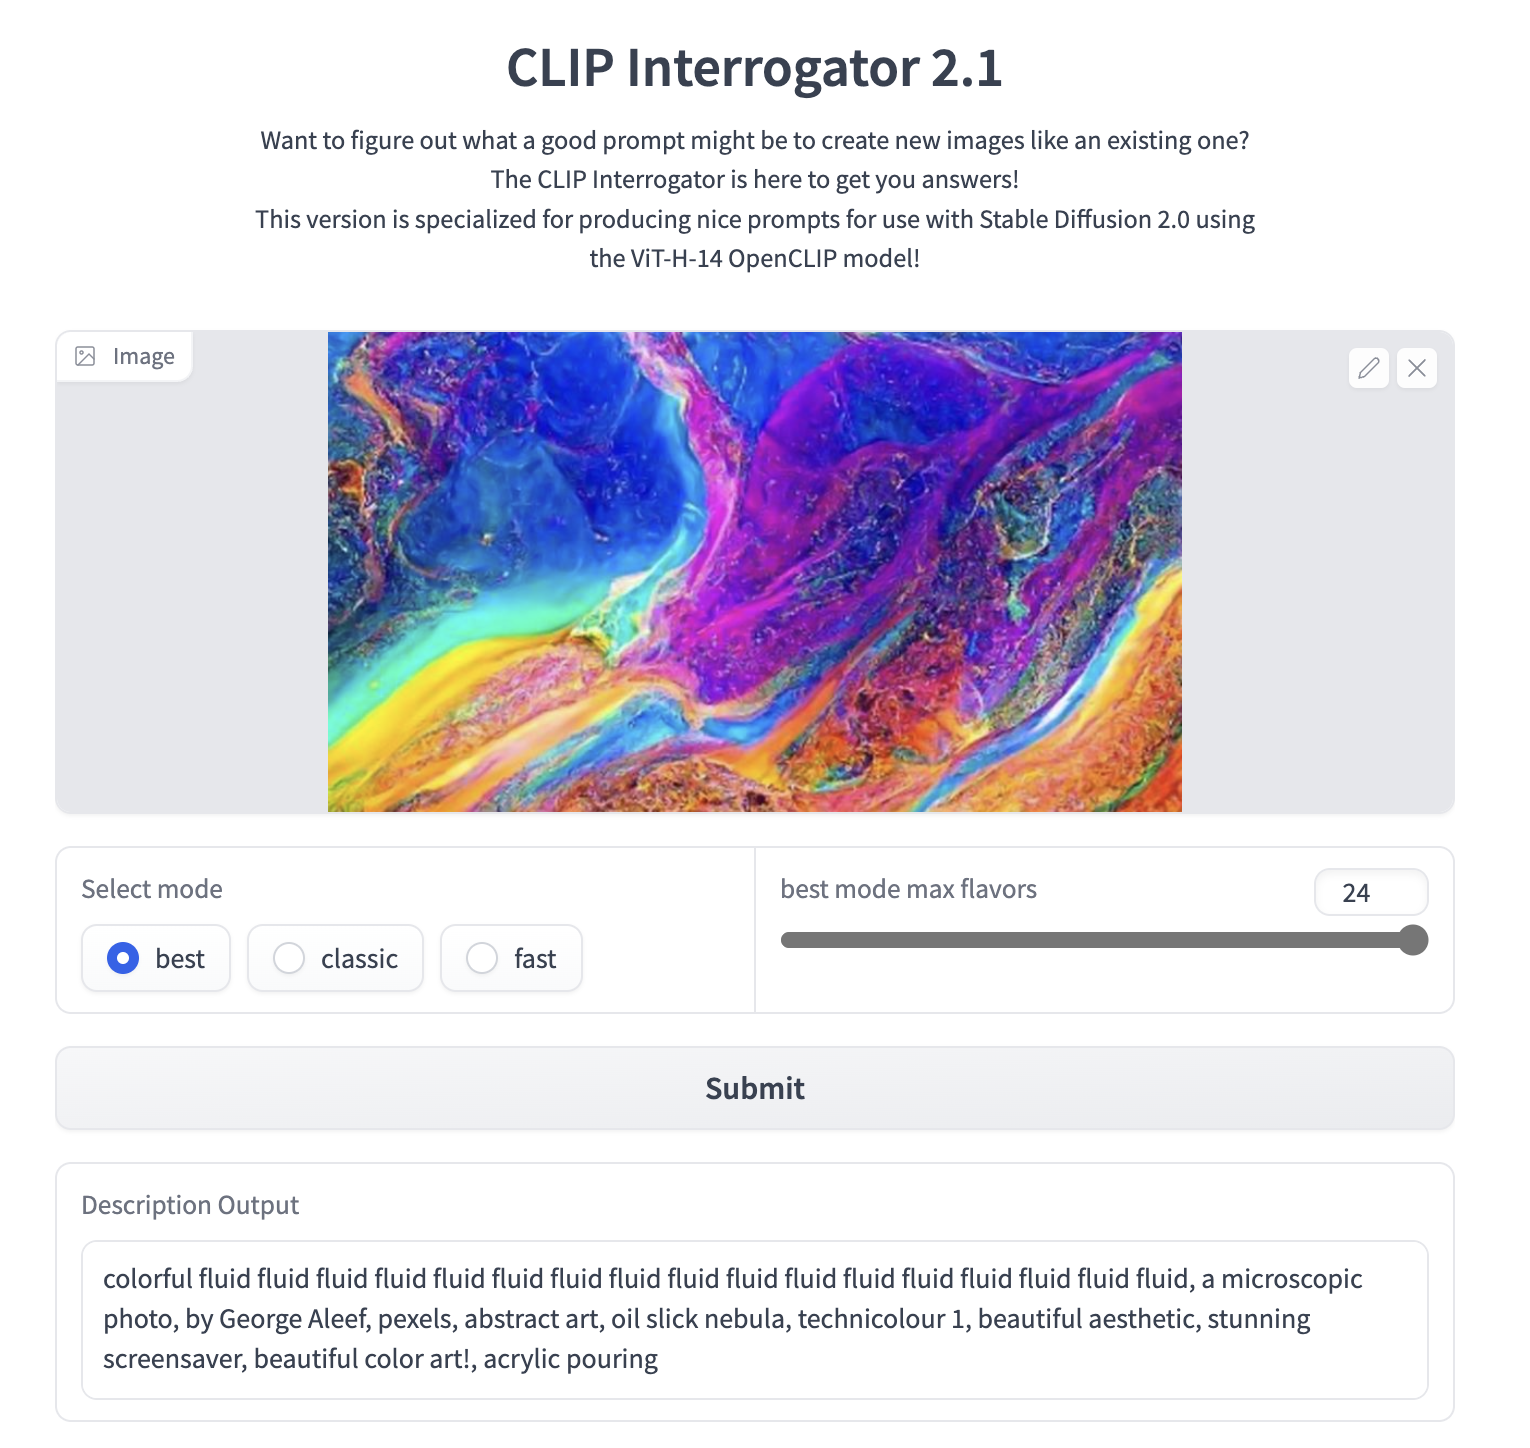 CLIP Interrogator 2.1
Want to figure out what a good prompt might be to create new images like an existing one?
The CLIP Interrogator is here to get you answers!
This version is specialized for producing nice prompts for use with Stable Diffusion 2.0 using
the ViT-H-14 OpenCLIP model!
Image
Select mode
best classic fast
best mode max flavors 24
Submit
Description Output
colorful fluid fluid fluid fluid fluid fluid fluid fluid fluid fluid fluid fluid fluid fluid fluid fluid fluid, a microscopic
photo, by George Aleef, pexels, abstract art, oil slick nebula, technicolour 1, beautiful aesthetic, stunning
screensaver, beautiful color art!, acrylic pouring